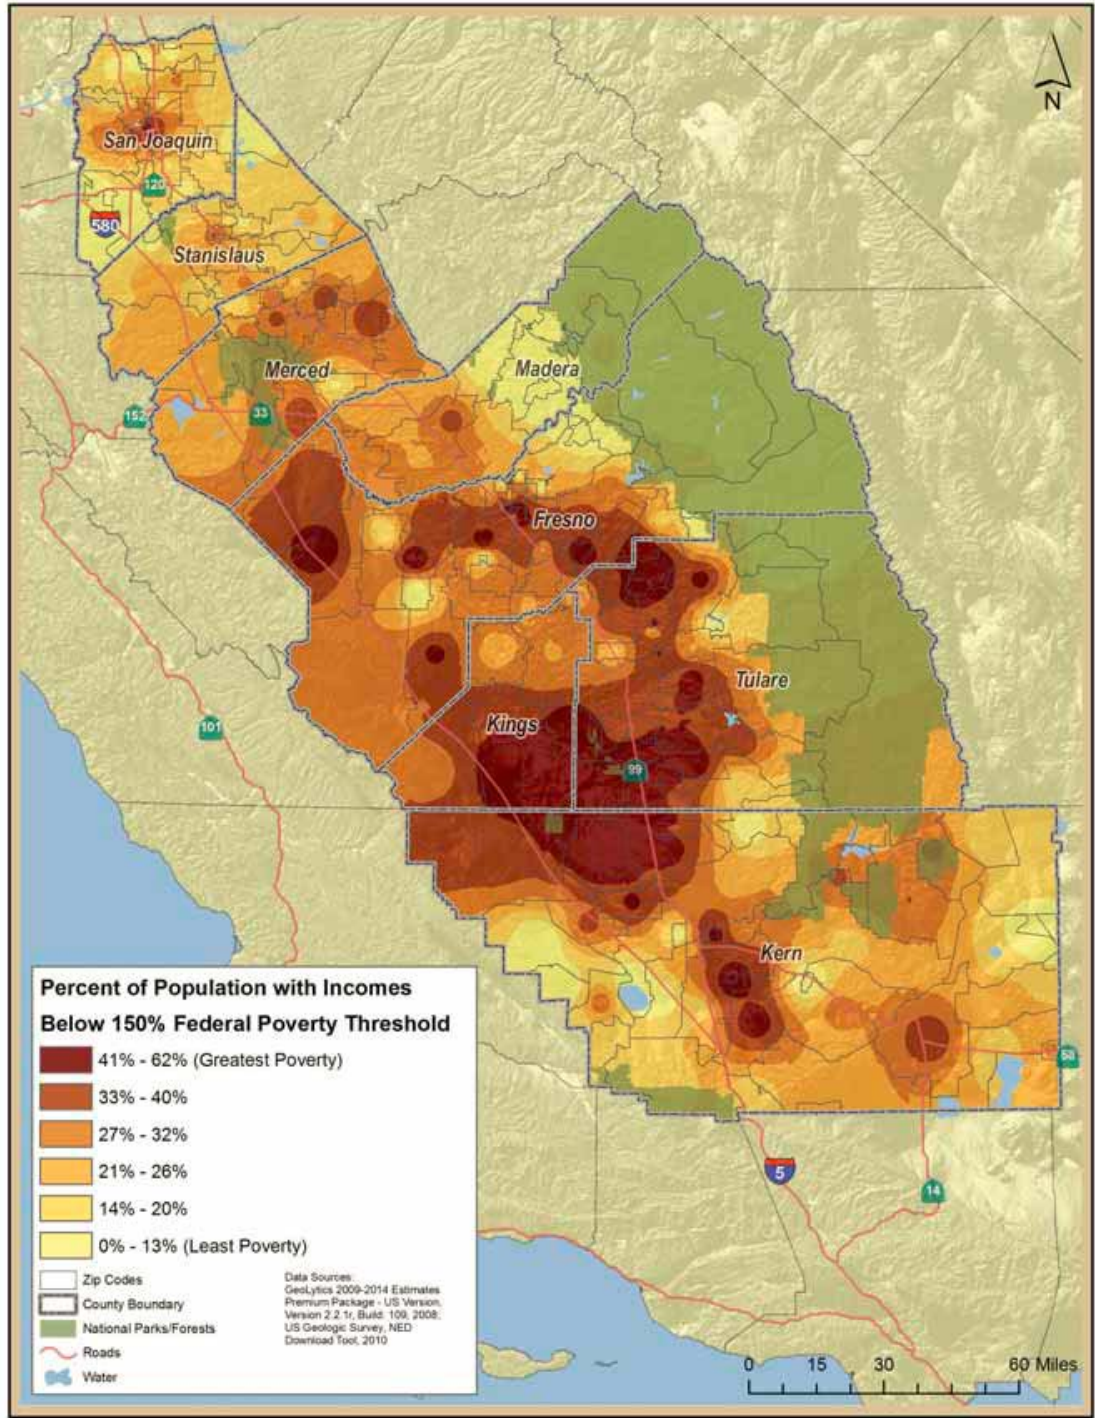 N
San Joaquin
120
580
Stanislaus
Merced
Madera
152
33
Fresno
Tulare
Kings
101
99
Kern
58
5
14
Percent of Population with Incomes
Below 150% Federal Poverty Threshold
41% - 62% (Greatest Poverty)
33% - 40%
27% - 32%
21% - 26%
14% - 20%
0% - 13% (Least Poverty)
Zip Codes
County Boundary
National Parks/Forests
Roads
Water
Data Sources:
GeoLytics 2009-2014 Estimates
Premium Package - US Version,
Version 2.2.1r, Build: 109, 2008;
US Geologic Survey, NED
Download Tool, 2010
0 15 30 60 Miles